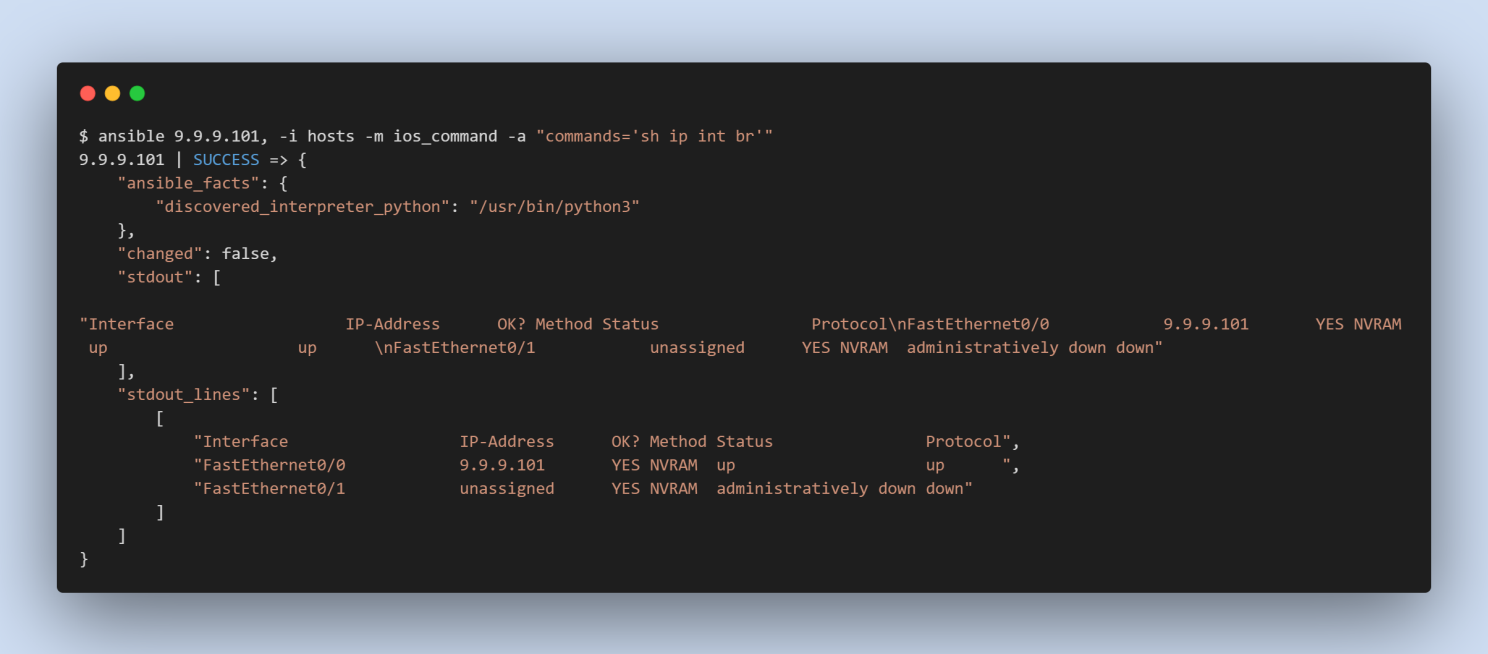 $ ansible 9.9.9.101, -i hosts -m ios_command -a "commands='sh ip int br'"
9.9.9.101 | SUCCESS => {
    "ansible_facts": {
        "discovered_interpreter_python": "/usr/bin/python3"
    },
    "changed": false,
    "stdout": [

"Interface                  IP-Address      OK? Method Status                Protocol\nFastEthernet0/0            9.9.9.101       YES NVRAM
 up                    up      \nFastEthernet0/1            unassigned      YES NVRAM  administratively down down"
    ],
    "stdout_lines": [
        [
            "Interface                  IP-Address      OK? Method Status                Protocol",
            "FastEthernet0/0            9.9.9.101       YES NVRAM  up                    up      ",
            "FastEthernet0/1            unassigned      YES NVRAM  administratively down down"
        ]
    ]
}